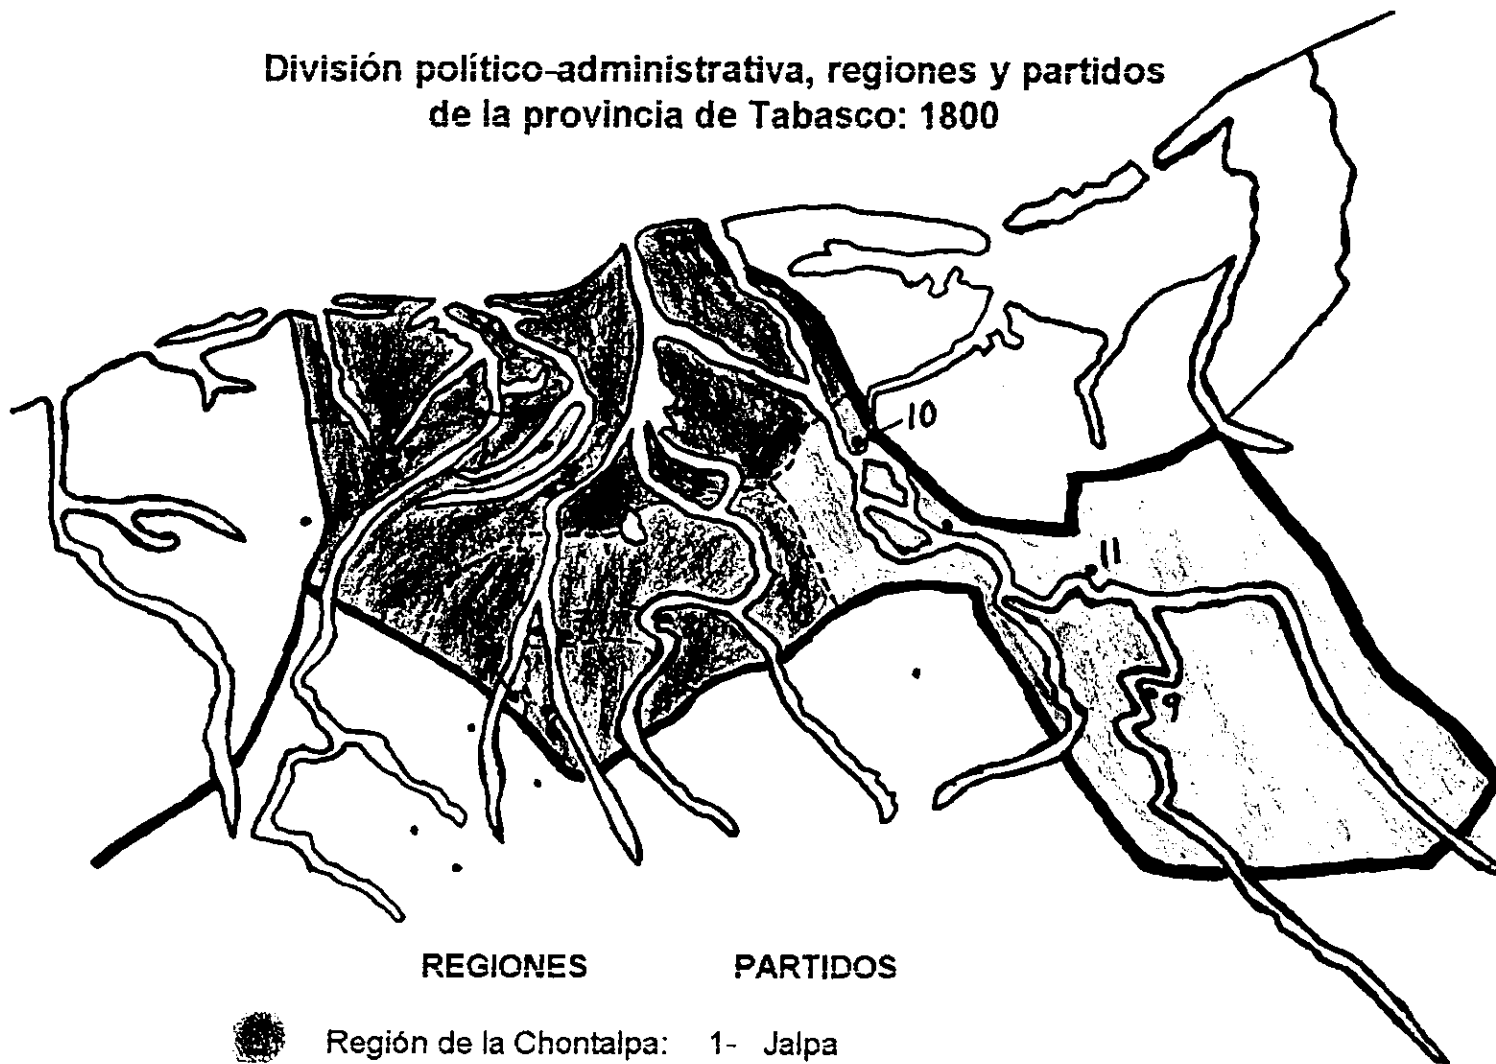 División político-administrativa, regiones y partidos
de la provincia de Tabasco: 1800
10
11
9
REGIONES PARTIDOS
Región de la Chontalpa: 1- Jalpa